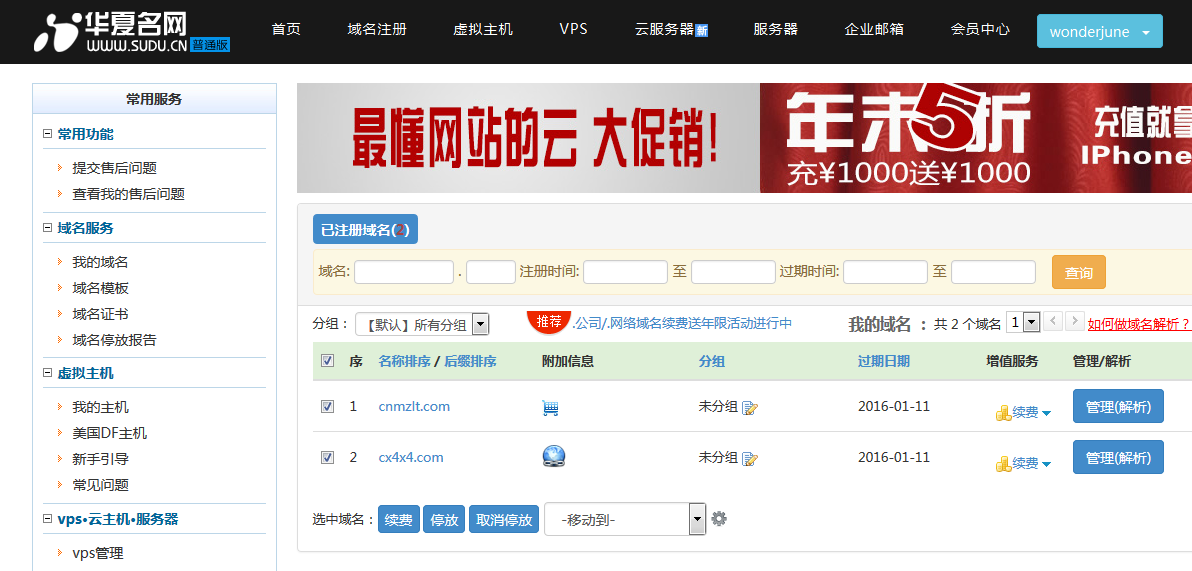 华夏名网
WWW.SUDU.CN 普通版
首页 域名注册 虚拟主机 VPS 云服务器 新 服务器 企业邮箱 会员中心 wonderjune
常用服务
常用功能
提交售后问题
查看我的售后问题
域名服务
我的域名
域名模板
域名证书
域名停放报告
虚拟主机
我的主机
美国DF主机
新手引导
常见问题
vps•云主机•服务器
vps管理
最懂网站的云 大促销!
年末5折
充¥1000送¥1000
充值就拿
IPhone
已注册域名(2)
域名: . 注册时间: 至 过期时间: 至 查询
分组： 【默认】所有分组 推荐 .公司/.网络域名续费送年限活动进行中 我的域名 ： 共 2 个域名 1 如何做域名解析？
序 名称排序 / 后缀排序 附加信息 分组 过期日期 增值服务 管理/解析
1 cnmzlt.com 未分组 2016-01-11 续费 管理(解析)
2 cx4x4.com 未分组 2016-01-11 续费 管理(解析)
选中域名： 续费 停放 取消停放 -移动到-